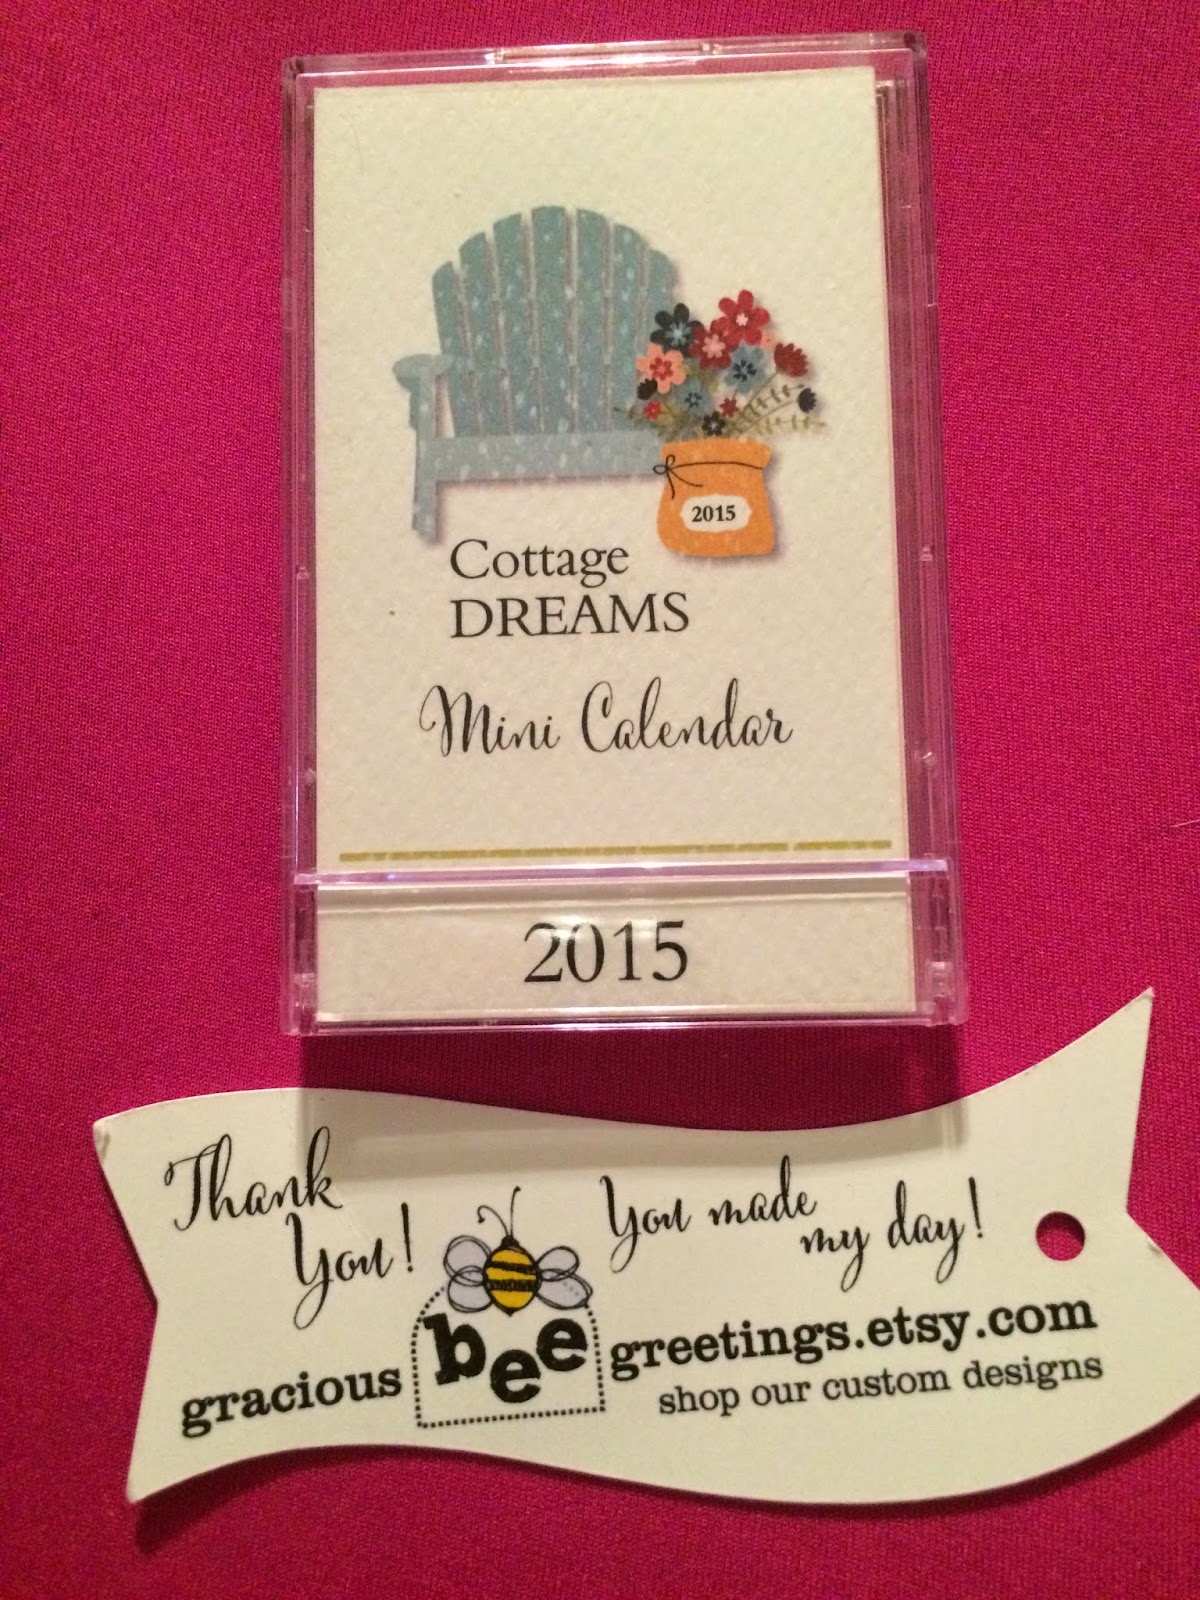 2015
Cottage
DREAMS
Mini Calendar
2015
Thank
You!
You made
my day!
gracious bee greetings.etsy.com
shop our custom designs